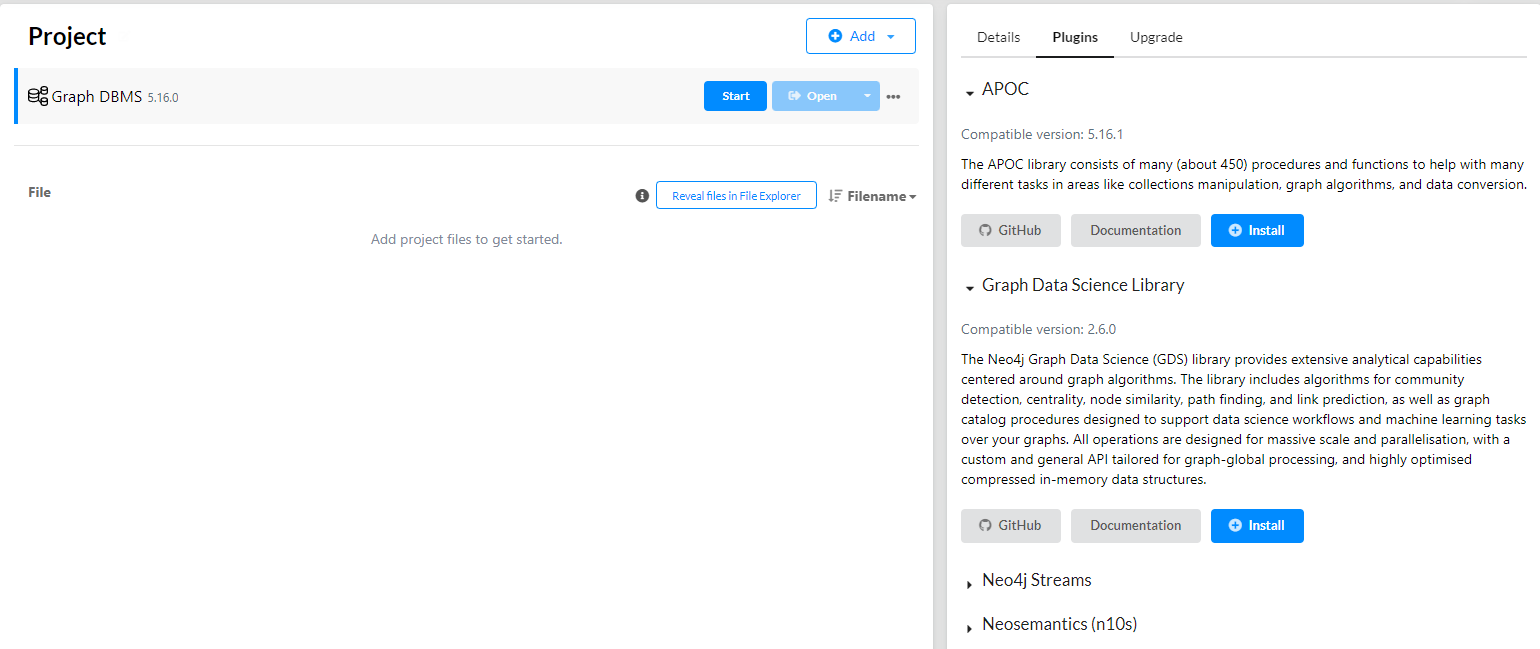 Project
Add
Graph DBMS 5.16.0
Start
Open
File
Reveal files in File Explorer
Filename
Add project files to get started.
Details
Plugins
Upgrade
APOC
Compatible version: 5.16.1
The APOC library consists of many (about 450) procedures and functions to help with many
different tasks in areas like collections manipulation, graph algorithms, and data conversion.
GitHub
Documentation
Install
Graph Data Science Library
Compatible version: 2.6.0
The Neo4j Graph Data Science (GDS) library provides extensive analytical capabilities
centered around graph algorithms. The library includes algorithms for community
detection, centrality, node similarity, path finding, and link prediction, as well as graph
catalog procedures designed to support data science workflows and machine learning tasks
over your graphs. All operations are designed for massive scale and parallelisation, with a
custom and general API tailored for graph-global processing, and highly optimised
compressed in-memory data structures.
GitHub
Documentation
Install
Neo4j Streams
Neosemantics (n10s)